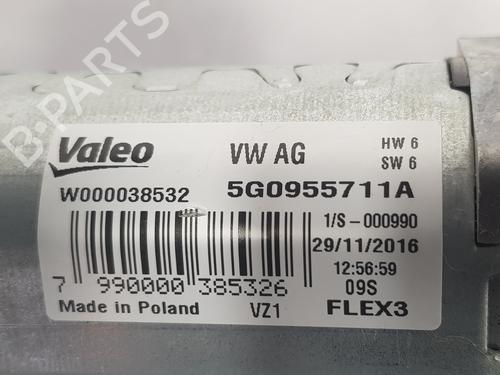 B-PARTS
Valeo
VW AG
HW 6
SW 6
W000038532
5G0955711A
1/S-000990
29/11/2016
12:56:59
7 990000 385326
09S
Made in Poland
VZ1
FLEX3